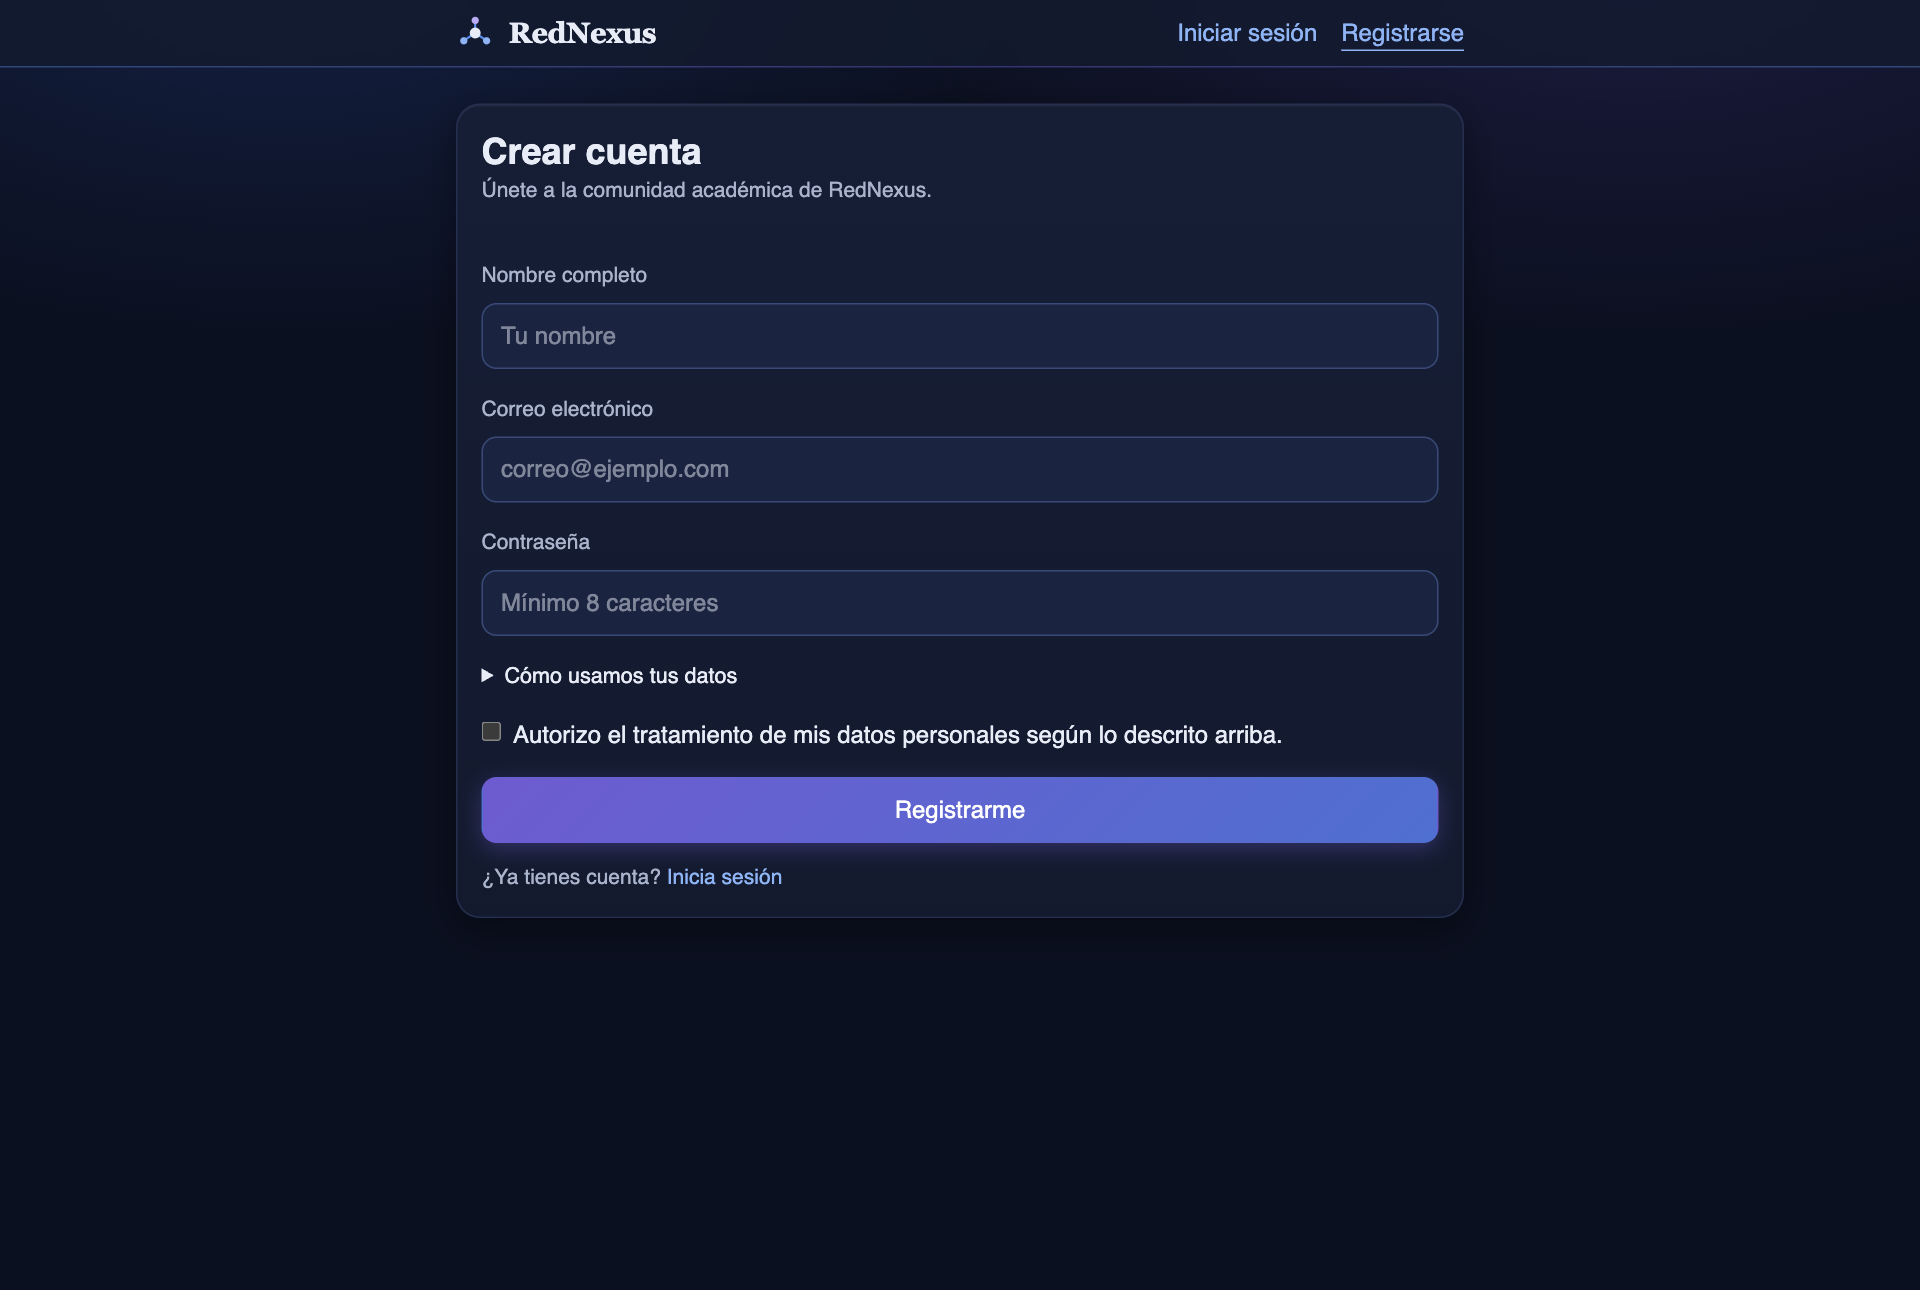 RedNexus
Iniciar sesión
Registrarse
Crear cuenta
Únete a la comunidad académica de RedNexus.
Nombre completo
Tu nombre
Correo electrónico
correo@ejemplo.com
Contraseña
Mínimo 8 caracteres
Cómo usamos tus datos
Autorizo el tratamiento de mis datos personales según lo descrito arriba.
Registrarme
¿Ya tienes cuenta? Inicia sesión